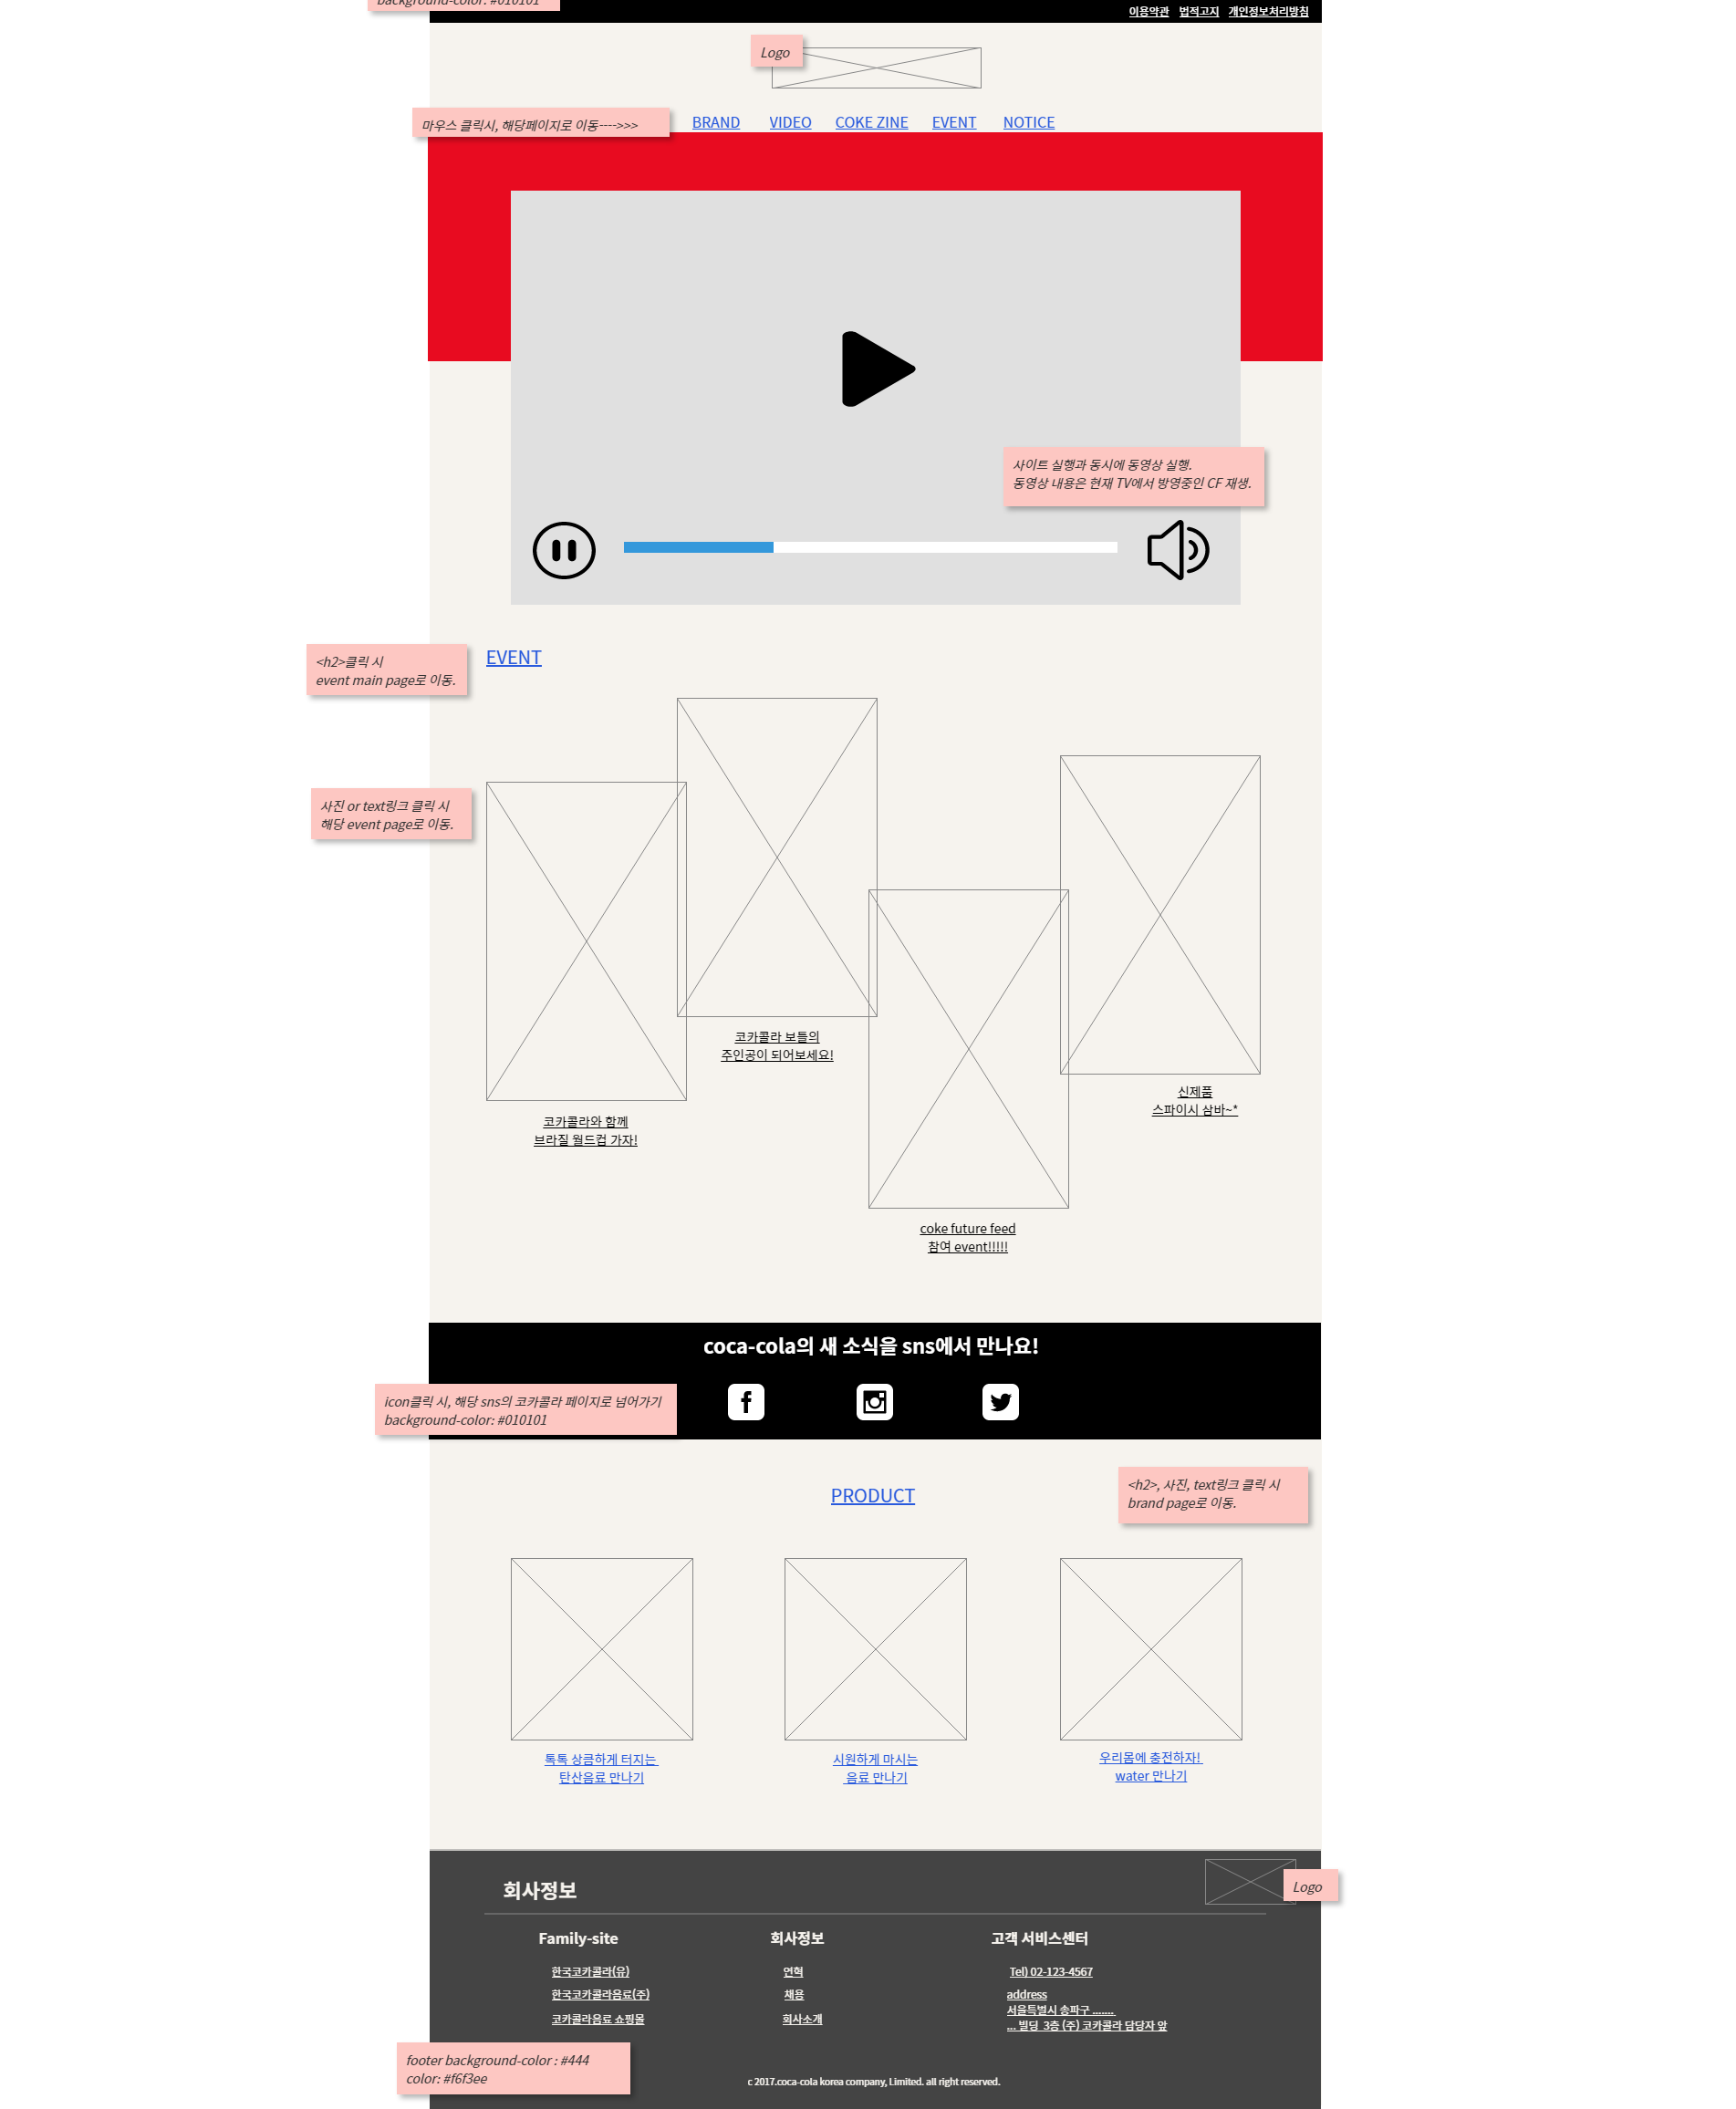 background-color: #010101
이용약관 법적고지 개인정보처리방침
Logo
마우스 클릭시, 해당페이지로 이동---->>>
BRAND VIDEO COKE ZINE EVENT NOTICE
사이트 실행과 동시에 동영상 실행.
동영상 내용은 현재 TV에서 방영중인 CF 재생.
<h2>클릭 시
event main page로 이동.
EVENT
사진 or text링크 클릭 시
해당 event page로 이동.
코카콜라 보틀의
주인공이 되어보세요!
신제품
스파이시 삼바~*
코카콜라와 함께
브라질 월드컵 가자!
coke future feed
참여 event!!!!!
coca-cola의 새 소식을 sns에서 만나요!
icon클릭 시, 해당 sns의 코카콜라 페이지로 넘어가기
background-color: #010101
PRODUCT
<h2>, 사진, text링크 클릭 시
brand page로 이동.
톡톡 상큼하게 터지는
탄산음료 만나기
시원하게 마시는
음료 만나기
우리몸에 충전하자!
water 만나기
회사정보
Logo
Family-site
한국코카콜라(유)
한국코카콜라음료(주)
코카콜라음료 쇼핑몰
회사정보
연혁
채용
회사소개
고객 서비스센터
Tel) 02-123-4567
address
서울특별시 송파구 .......
... 빌딩 3층 (주) 코카콜라 담당자 앞
footer background-color : #444
color: #f6f3ee
c 2017.coca-cola korea company, Limited. all right reserved.